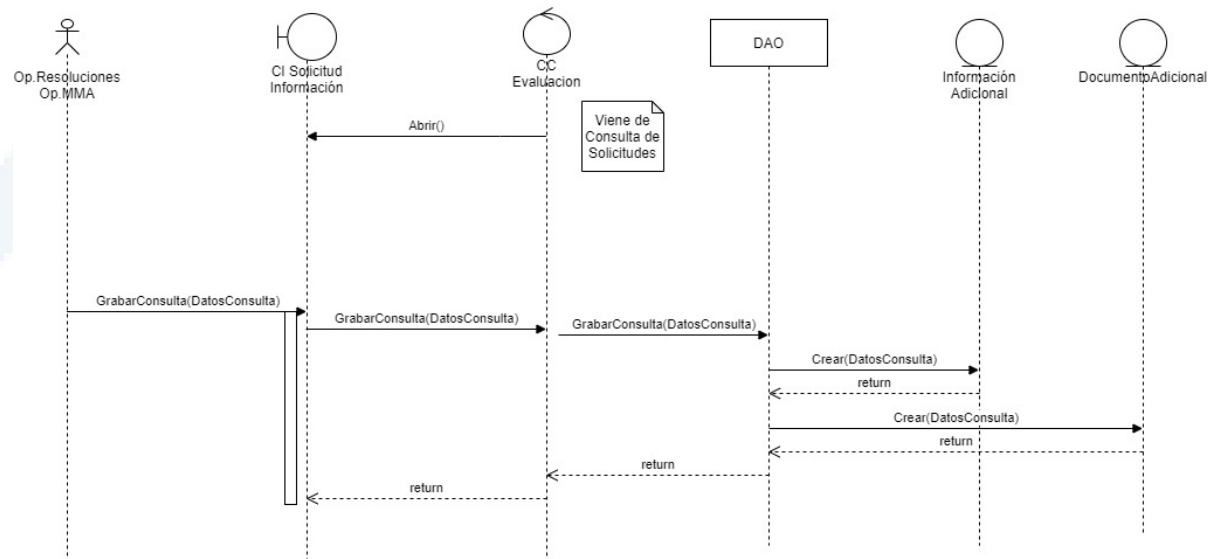 Op.Resoluciones
Op.MMA
CI Solicitud
Información
CC
Evaluacion
DAO
Información
Adicional
DocumentoAdicional
Abrir()
Viene de
Consulta de
Solicitudes
GrabarConsulta(DatosConsulta)
GrabarConsulta(DatosConsulta)
GrabarConsulta(DatosConsulta)
Crear(DatosConsulta)
return
Crear(DatosConsulta)
return
return
return